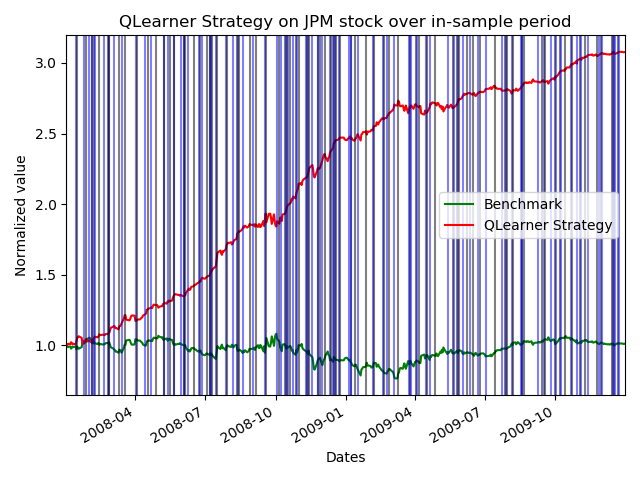 QLearner Strategy on JPM stock over in-sample period
Normalized value
3.0
2.5
2.0
1.5
1.0
Benchmark
QLearner Strategy
2008-04
2008-07
2008-10
2009-01
2009-04
2009-07
2009-10
Dates